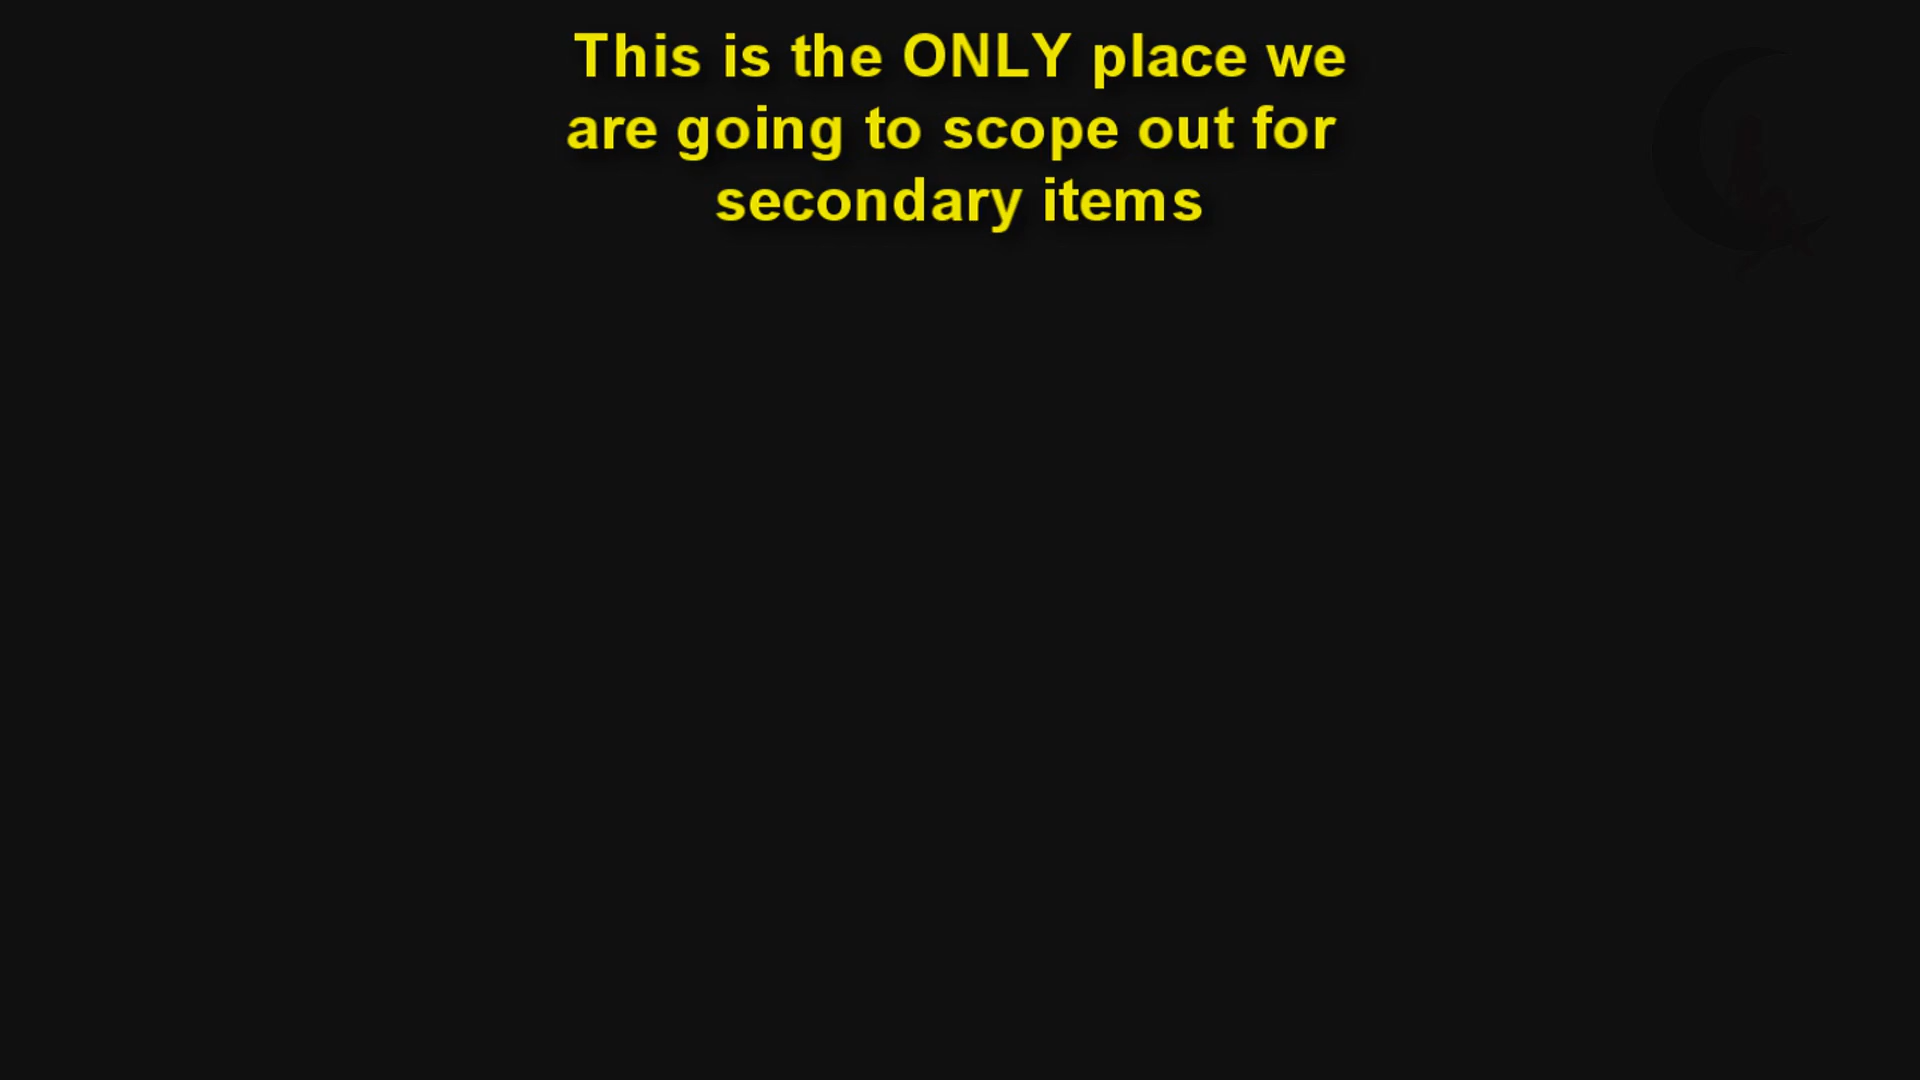 This is the ONLY place we
are going to scope out for
secondary items